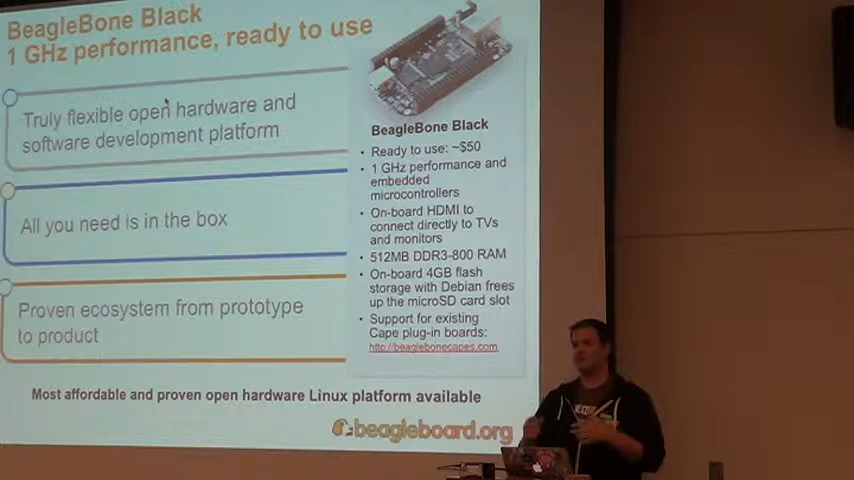 BeagleBone Black
1 GHz performance, ready to use
Truly flexible open hardware and
software development platform
All you need is in the box
Proven ecosystem from prototype
to product
BeagleBone Black
• Ready to use: ~$50
• 1 GHz performance and
embedded
microcontrollers
• On-board HDMI to
connect directly to TVs
and monitors
• 512MB DDR3-800 RAM
• On-board 4GB flash
storage with Debian frees
up the microSD card slot
• Support for existing
Cape plug-in boards:
http://beaglebonecapes.com
Most affordable and proven open hardware Linux platform available
beagleboard.org